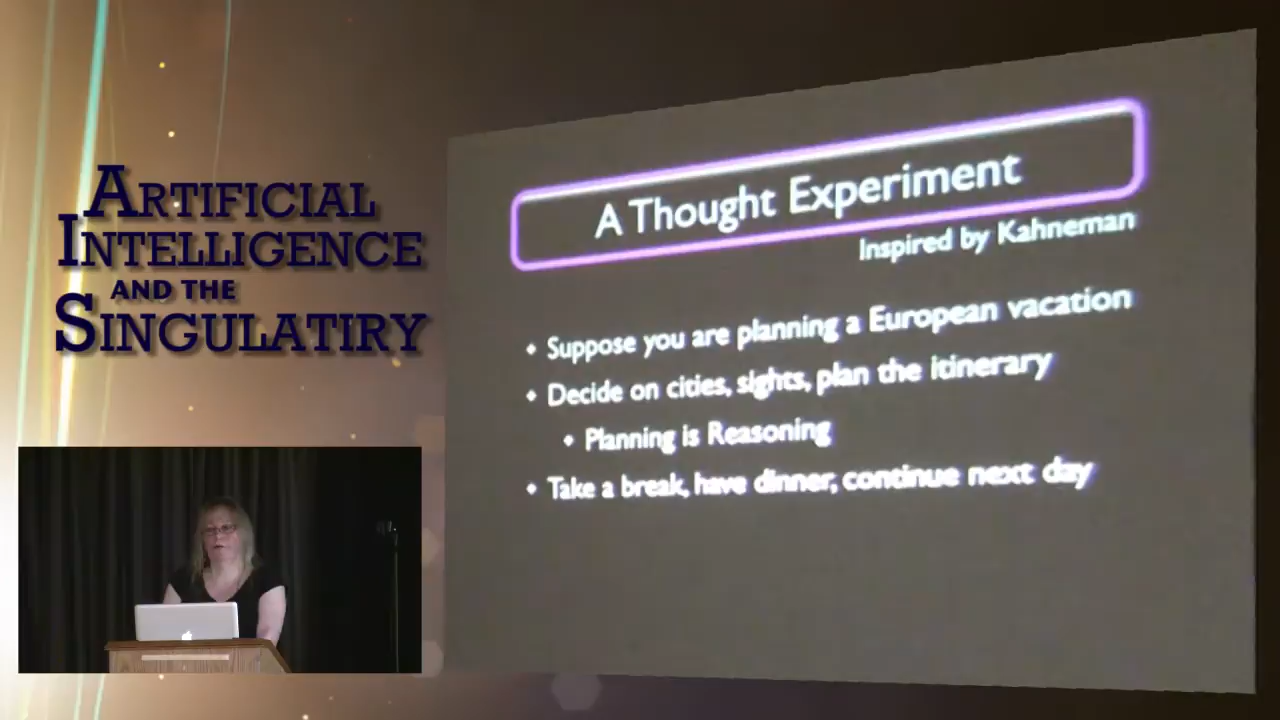 ARTIFICIAL
INTELLIGENCE
AND THE
SINGULATIRY
A Thought Experiment
Inspired by Kahneman
• Suppose you are planning a European vacation
• Decide on cities, sights, plan the itinerary
• Planning is Reasoning
• Take a break, have dinner, continue next day